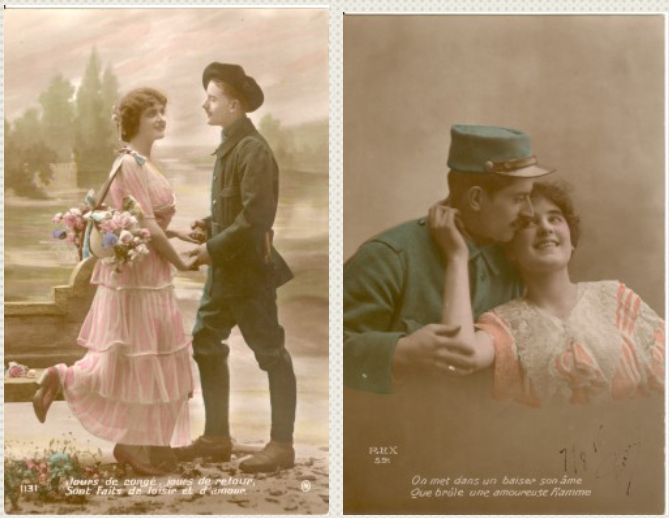 1131
Jours de congé, jours de retour,
Sont faits de loisir et d'amour.
REX
On met dans un baiser son âme
Que brûle une amoureuse flamme